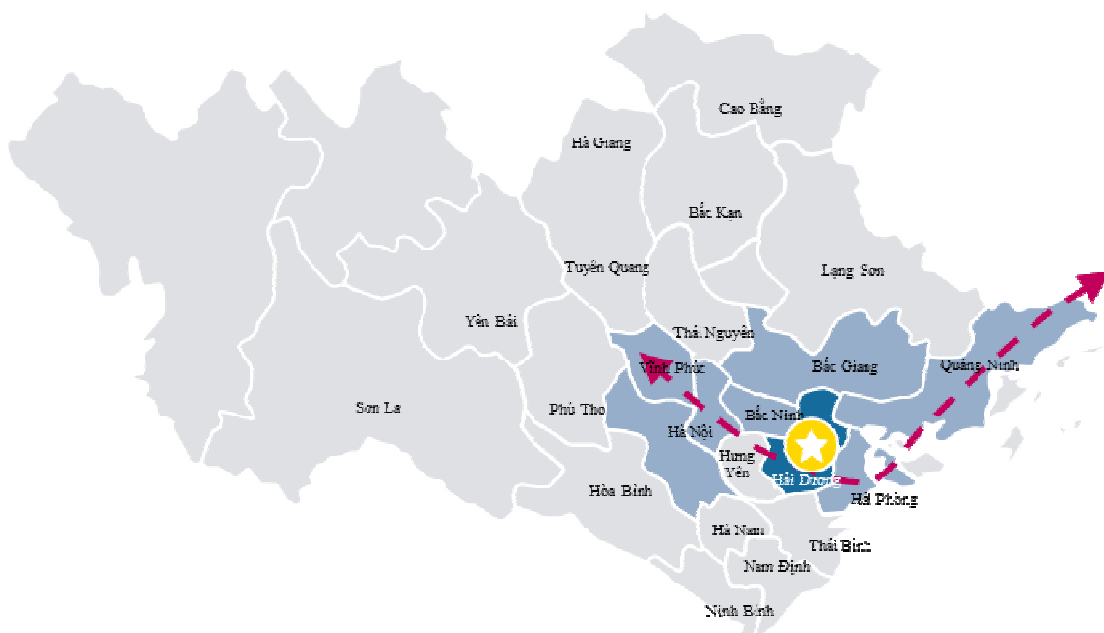 Cao Bằng
Hà Giang
Bắc Kạn
Tuyên Quang
Lạng Sơn
Yên Bái
Thá Nguyên
Vĩnh Phúc
Bắc Giang
Quảng Ninh
Sơn La
Phú Thọ
Bắc Ninh
Hà Nội
Hưng
Yên
Hải Dương
Hòa Bình
Hải Phòng
Hà Nam
Thái Bình
Nam Định
Ninh Bình